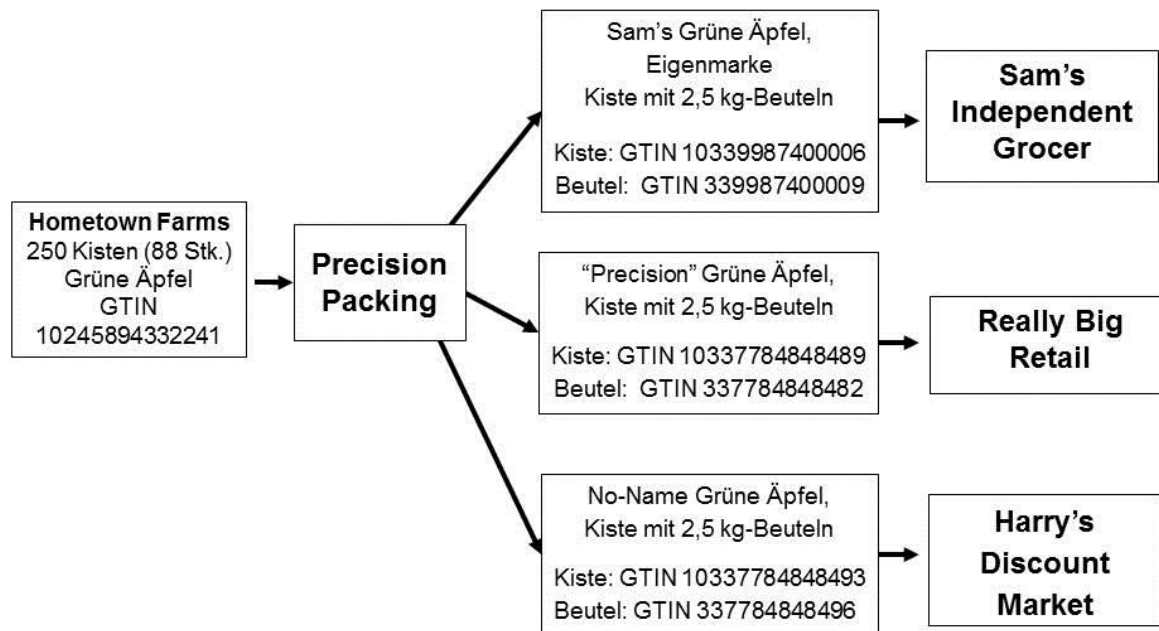 Hometown Farms
250 Kisten (88 Stk.)
Grüne Äpfel
GTIN
10245894332241
Precision
Packing
Sam's Grüne Äpfel,
Eigenmarke
Kiste mit 2,5 kg-Beuteln
Kiste: GTIN 10339987400006
Beutel: GTIN 339987400009
Sam's
Independent
Grocer
“Precision” Grüne Äpfel,
Kiste mit 2,5 kg-Beuteln
Kiste: GTIN 10337784848489
Beutel: GTIN 337784848482
Really Big
Retail
No-Name Grüne Äpfel,
Kiste mit 2,5 kg-Beuteln
Kiste: GTIN 10337784848493
Beutel: GTIN 337784848496
Harry's
Discount
Market